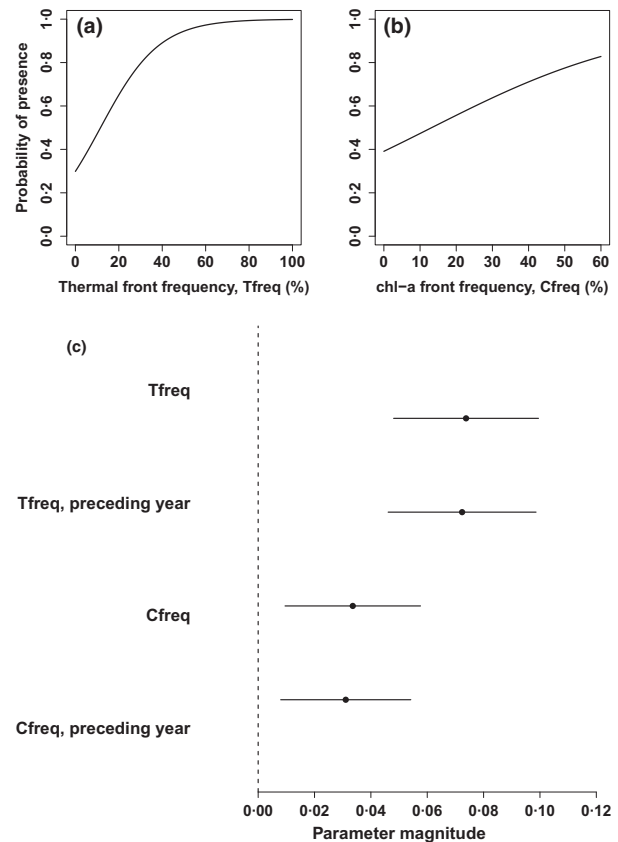 (a)
(b)
Probability of presence
0·0 0·2 0·4 0·6 0·8 1·0
0·0 0·2 0·4 0·6 0·8 1·0
0 20 40 60 80 100
0 10 20 30 40 50 60
Thermal front frequency, Tfreq (%)
chl−a front frequency, Cfreq (%)
(c)
Tfreq
Tfreq, preceding year
Cfreq
Cfreq, preceding year
0·00 0·02 0·04 0·06 0·08 0·10 0·12
Parameter magnitude